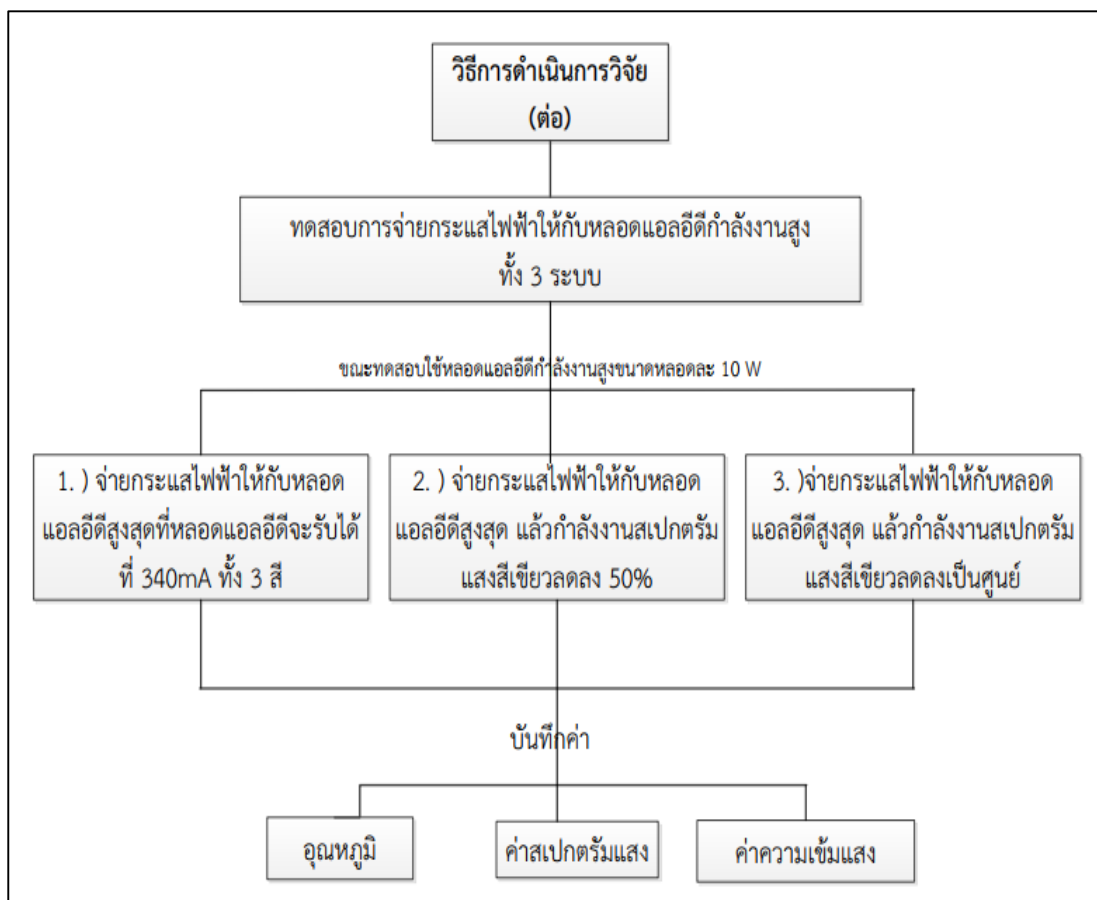 วิธีการดำเนินการวิจัย
(ต่อ)
ทดสอบการจ่ายกระแสไฟฟ้าให้กับหลอดแอลอีดีกำลังงานสูง
ทั้ง 3 ระบบ
ขณะทดสอบใช้หลอดแอลอีดีกำลังงานสูงขนาดหลอดละ 10 W
1. ) จ่ายกระแสไฟฟ้าให้กับหลอด
แอลอีดีสูงสุดที่หลอดแอลอีดีจะรับได้
ที่ 340mA ทั้ง 3 สี
2. ) จ่ายกระแสไฟฟ้าให้กับหลอด
แอลอีดีสูงสุด แล้วกำลังงานสเปกตรัม
แสงสีเขียวลดลง 50%
3. )จ่ายกระแสไฟฟ้าให้กับหลอด
แอลอีดีสูงสุด แล้วกำลังงานสเปกตรัม
แสงสีเขียวลดลงเป็นศูนย์
บันทึกค่า
อุณหภูมิ
ค่าสเปกตรัมแสง
ค่าความเข้มแสง